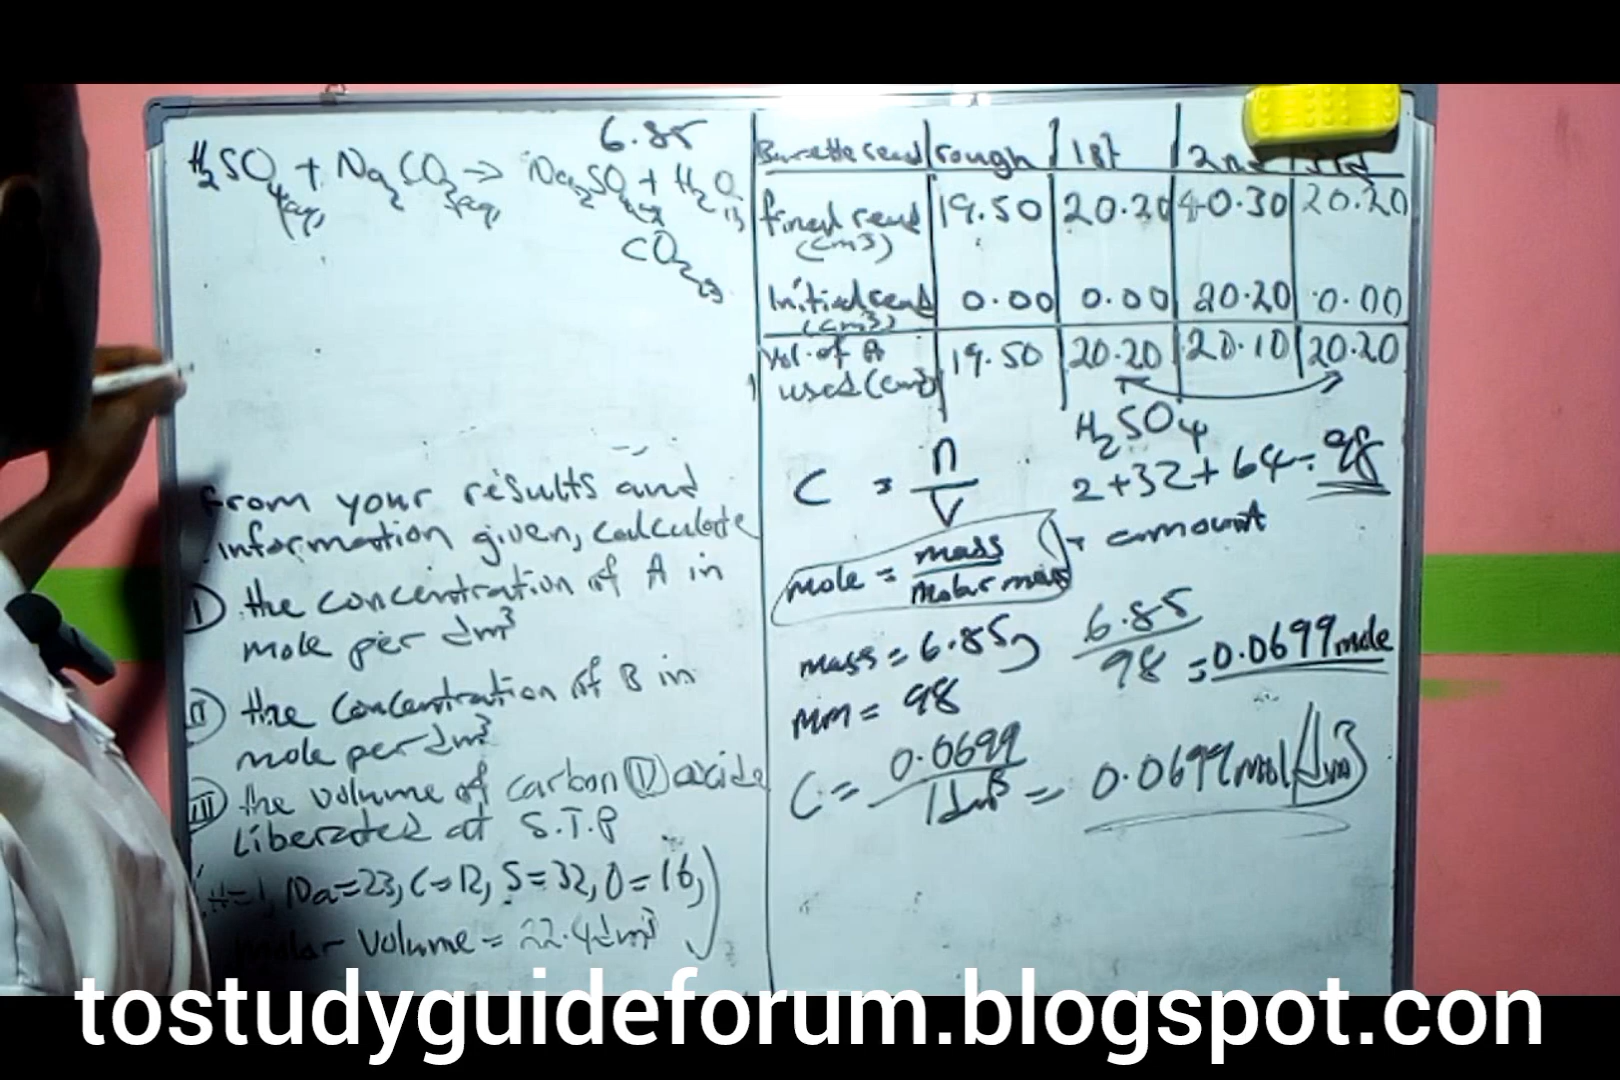 6.85
H2SO4(aq) + Na2CO3(aq) → Na2SO4(aq) + H2O(l)
CO2(g)
from your results and
information given, calculate
I) the concentration of A in
mole per dm³
II) the concentration of B in
mole per dm³
III) the volume of carbon (IV) oxide
liberated at S.T.P
H=1, Na=23, C=12, S=32, O=16,
molar volume = 22.4dm³)
Burette read | rough | 1st | 2nd | 3rd
final read (cm3) | 19.50 | 20.20 | 40.30 | 20.20
Initial read (cm3) | 0.00 | 0.00 | 20.20 | 0.00
Vol. of A used (cm3) | 19.50 | 20.20 | 20.10 | 20.20
C = n/V
H2SO4
2+32+64=98
mole = mass/Molar mass
amount
mass = 6.85g
6.85/98 = 0.0699mole
Mm = 98
C = 0.0699/1dm³ = 0.0699mol/dm3
tostudyguideforum.blogspot.con